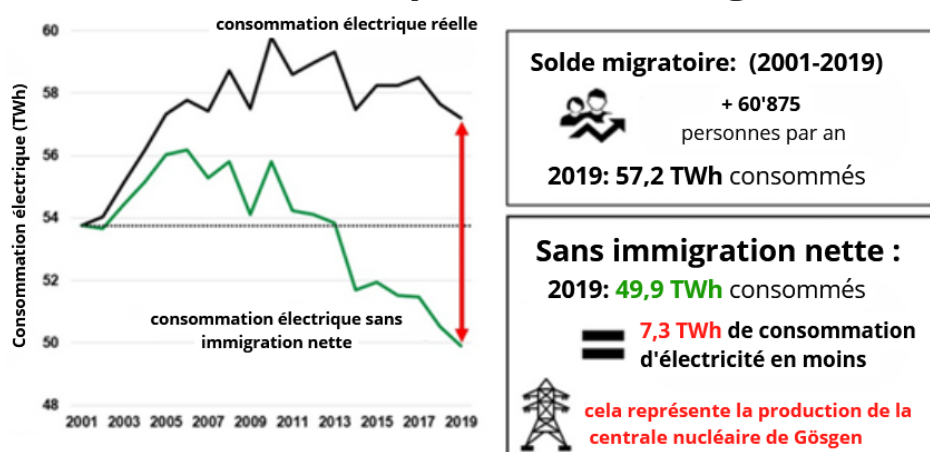 consommation électrique réelle
60
58
56
54
52
50
48
Consommation électrique (TWh)
consommation électrique sans
immigration nette
2001 2003 2005 2007 2009 2011 2013 2015 2017 2019
Solde migratoire: (2001-2019)
+ 60'875
personnes par an
2019: 57,2 TWh consommés
Sans immigration nette :
2019: 49,9 TWh consommés
7,3 TWh de consommation
d'électricité en moins
cela représente la production de la
centrale nucléaire de Gösgen